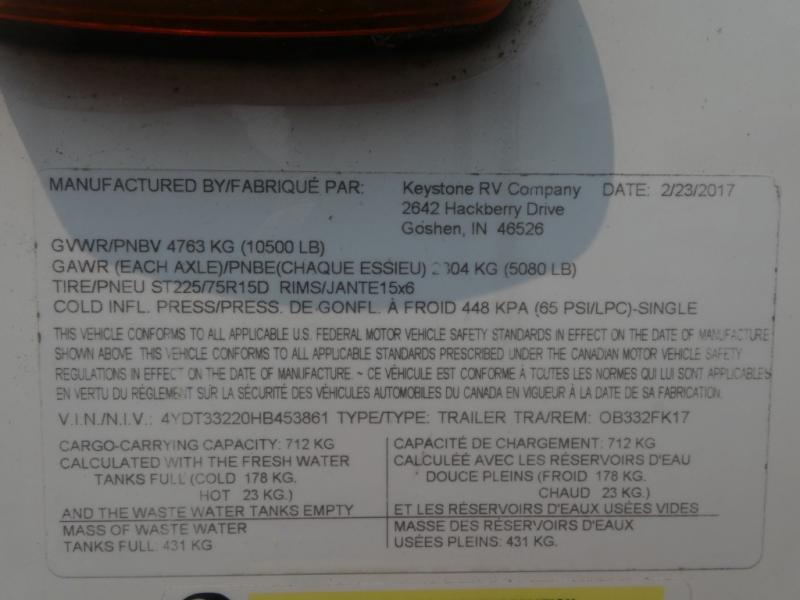 MANUFACTURED BY/FABRIQUÉ PAR: Keystone RV Company DATE: 2/23/2017
2642 Hackberry Drive
Goshen, IN 46526
GVWR/PNBV 4763 KG (10500 LB)
GAWR (EACH AXLE)/PNBE(CHAQUE ESSIEU) 2304 KG (5080 LB)
TIRE/PNEU ST225/75R15D RIMS/JANTE15x6
COLD INFL. PRESS/PRESS. DE GONFL. À FROID 448 KPA (65 PSI/LPC)-SINGLE
THIS VEHICLE CONFORMS TO ALL APPLICABLE U.S. FEDERAL MOTOR VEHICLE SAFETY STANDARDS IN EFFECT ON THE DATE OF MANUFACTURE
SHOWN ABOVE. THIS VEHICLE CONFORMS TO ALL APPLICABLE STANDARDS PRESCRIBED UNDER THE CANADIAN MOTOR VEHICLE SAFETY
REGULATIONS IN EFFECT ON THE DATE OF MANUFACTURE. ~ CE VÉHICULE EST CONFORME À TOUTES LES NORMES QUI LUI SONT APPLICABLES
EN VERTU DU RÉGLEMENT SUR LA SÉCURITÉ DES VÉHICULES AUTOMOBILES DU CANADA EN VIGUEUR À LA DATE DE SA FABRICATION.
V.I.N./N.I.V.: 4YDT33220HB453861 TYPE/TYPE: TRAILER TRA/REM: OB332FK17
CARGO-CARRYING CAPACITY: 712 KG
CALCULATED WITH THE FRESH WATER
TANKS FULL (COLD 178 KG.
HOT 23 KG.)
AND THE WASTE WATER TANKS EMPTY
MASS OF WASTE WATER
TANKS FULL: 431 KG
CAPACITÉ DE CHARGEMENT: 712 KG
CALCULÉE AVEC LES RÉSERVOIRS D'EAU
DOUCE PLEINS (FROID 178 KG.
CHAUD 23 KG.)
ET LES RÉSERVOIRS D'EAUX USÉES VIDES
MASSE DES RÉSERVOIRS D'EAUX
USÉES PLEINS: 431 KG.